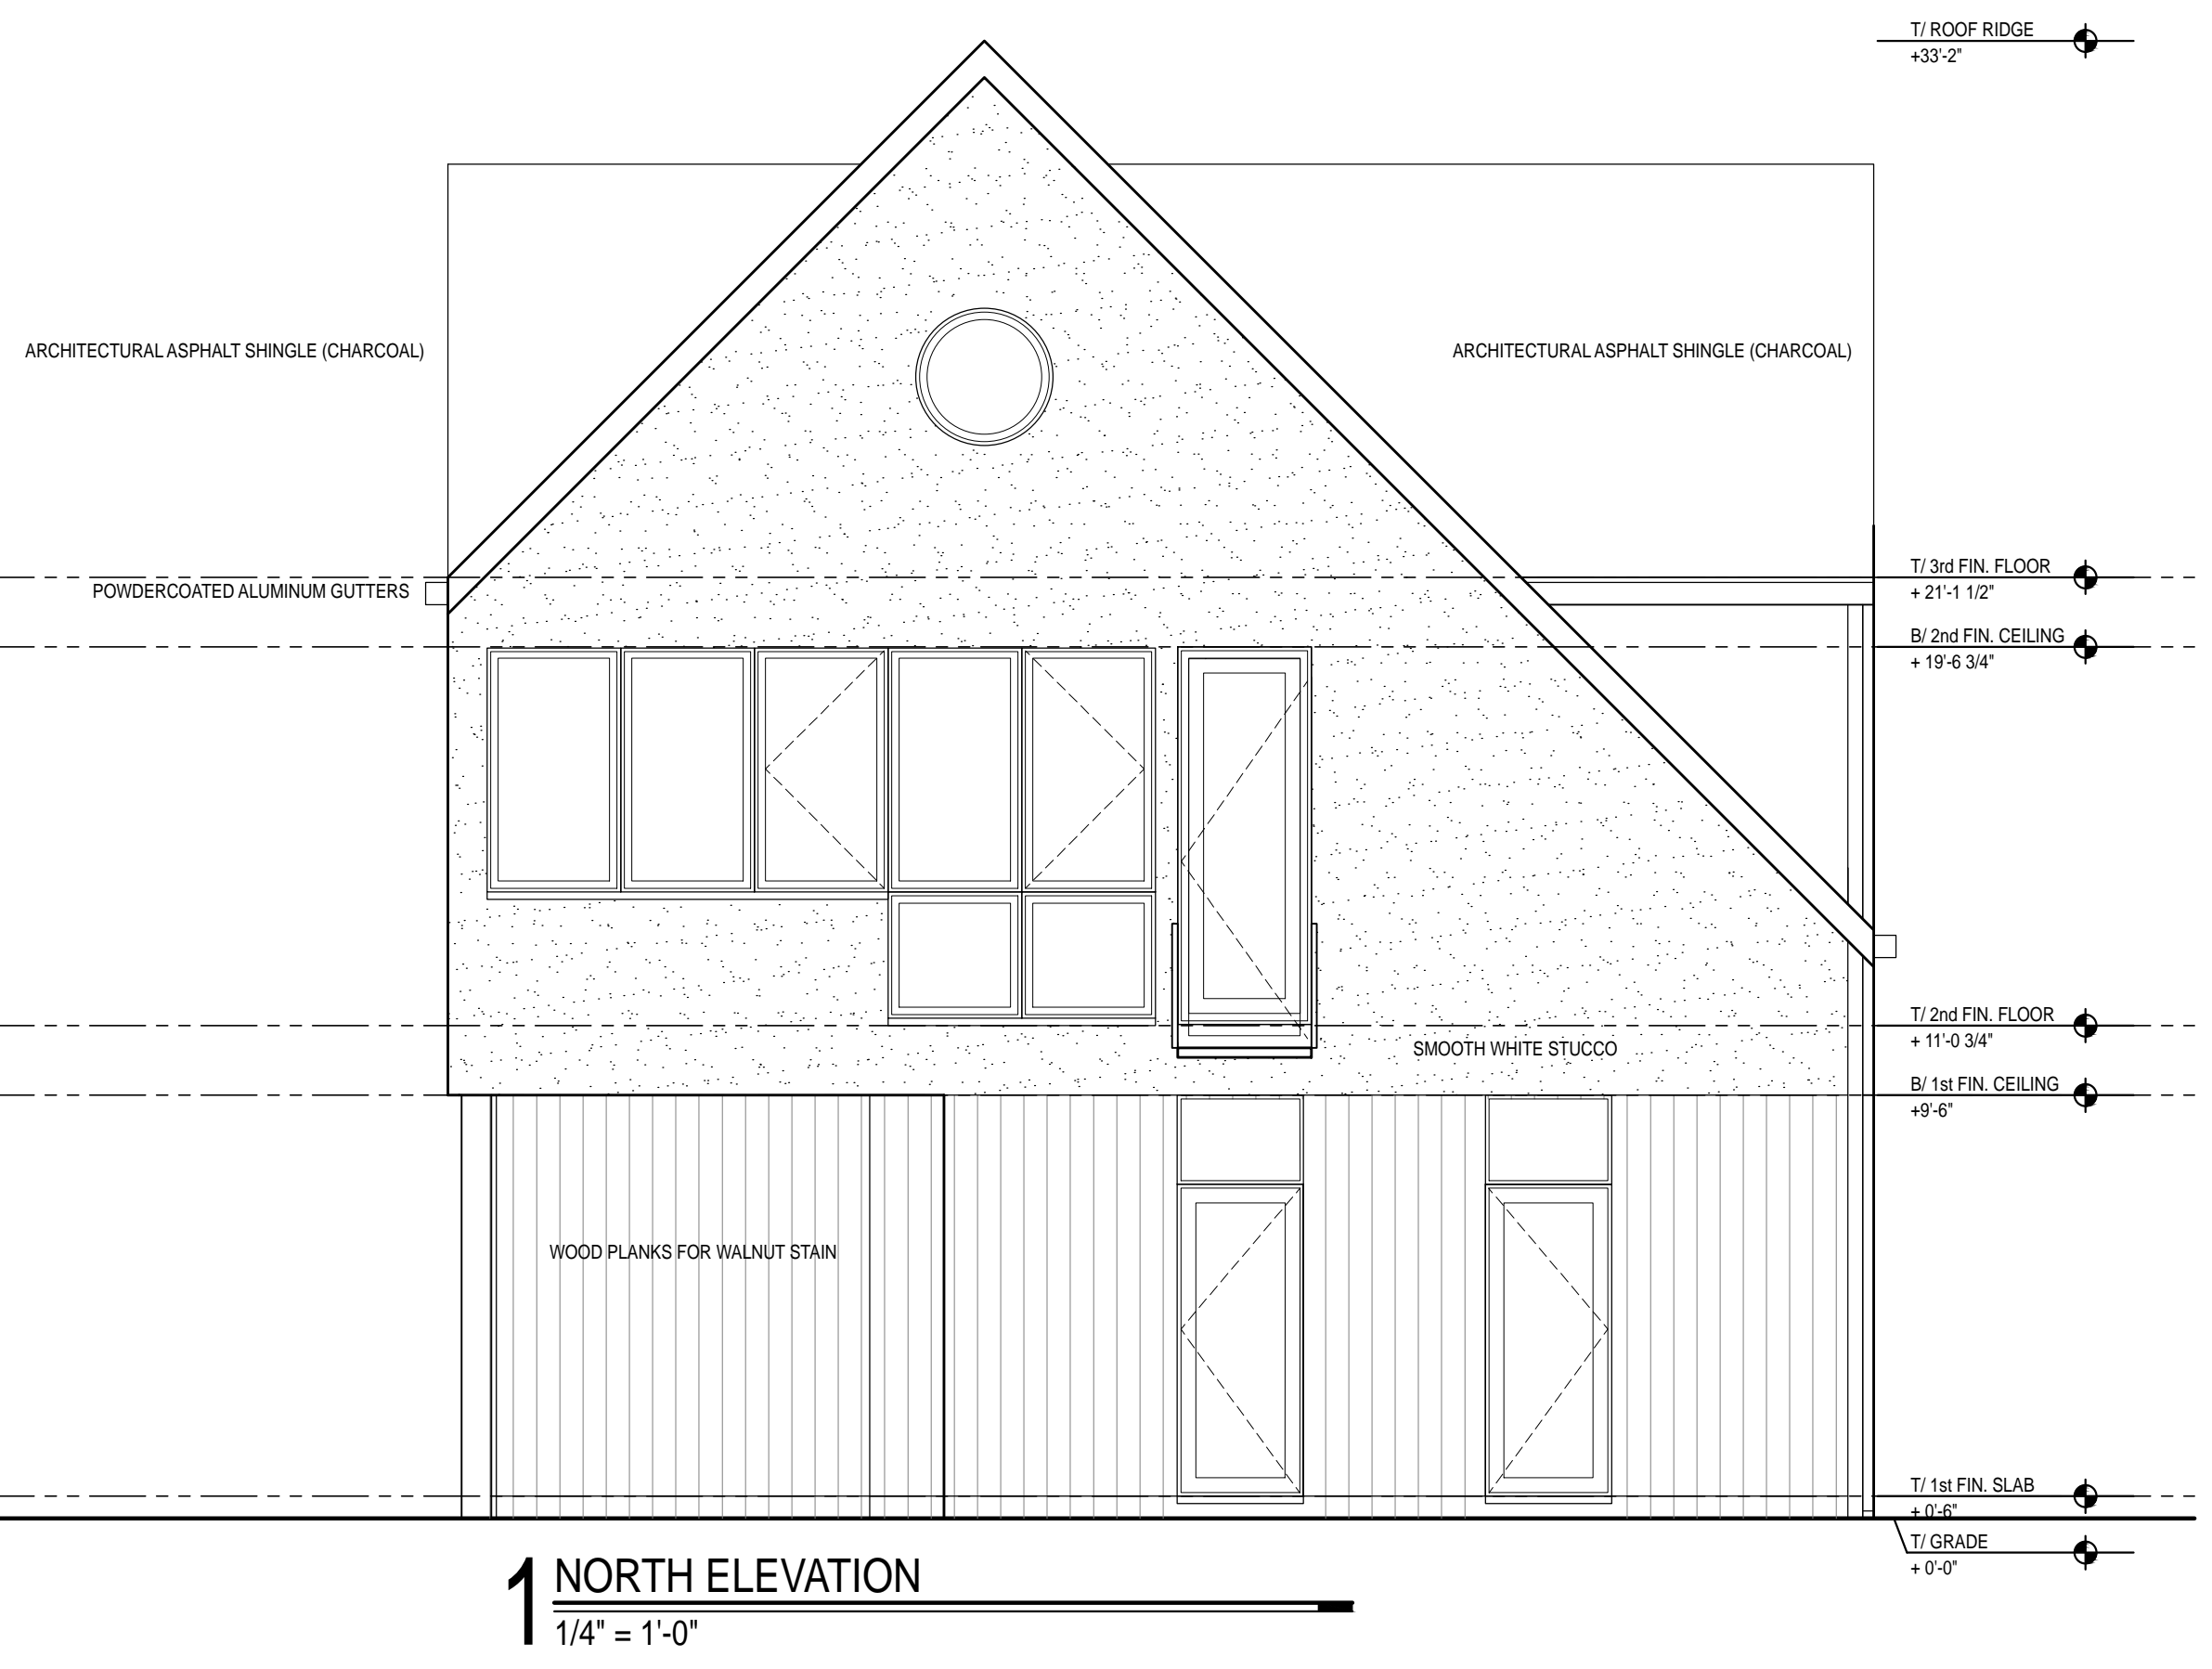 T/ ROOF RIDGE
+33'-2"
ARCHITECTURAL ASPHALT SHINGLE (CHARCOAL)
ARCHITECTURAL ASPHALT SHINGLE (CHARCOAL)
T/ 3rd FIN. FLOOR
+ 21'-1 1/2"
POWDERCOATED ALUMINUM GUTTERS
B/ 2nd FIN. CEILING
+ 19'-6 3/4"
T/ 2nd FIN. FLOOR
+ 11'-0 3/4"
SMOOTH WHITE STUCCO
B/ 1st FIN. CEILING
+9'-6"
WOOD PLANKS FOR WALNUT STAIN
T/ 1st FIN. SLAB
+ 0'-6"
T/ GRADE
+ 0'-0"
1 NORTH ELEVATION
1/4" = 1'-0"